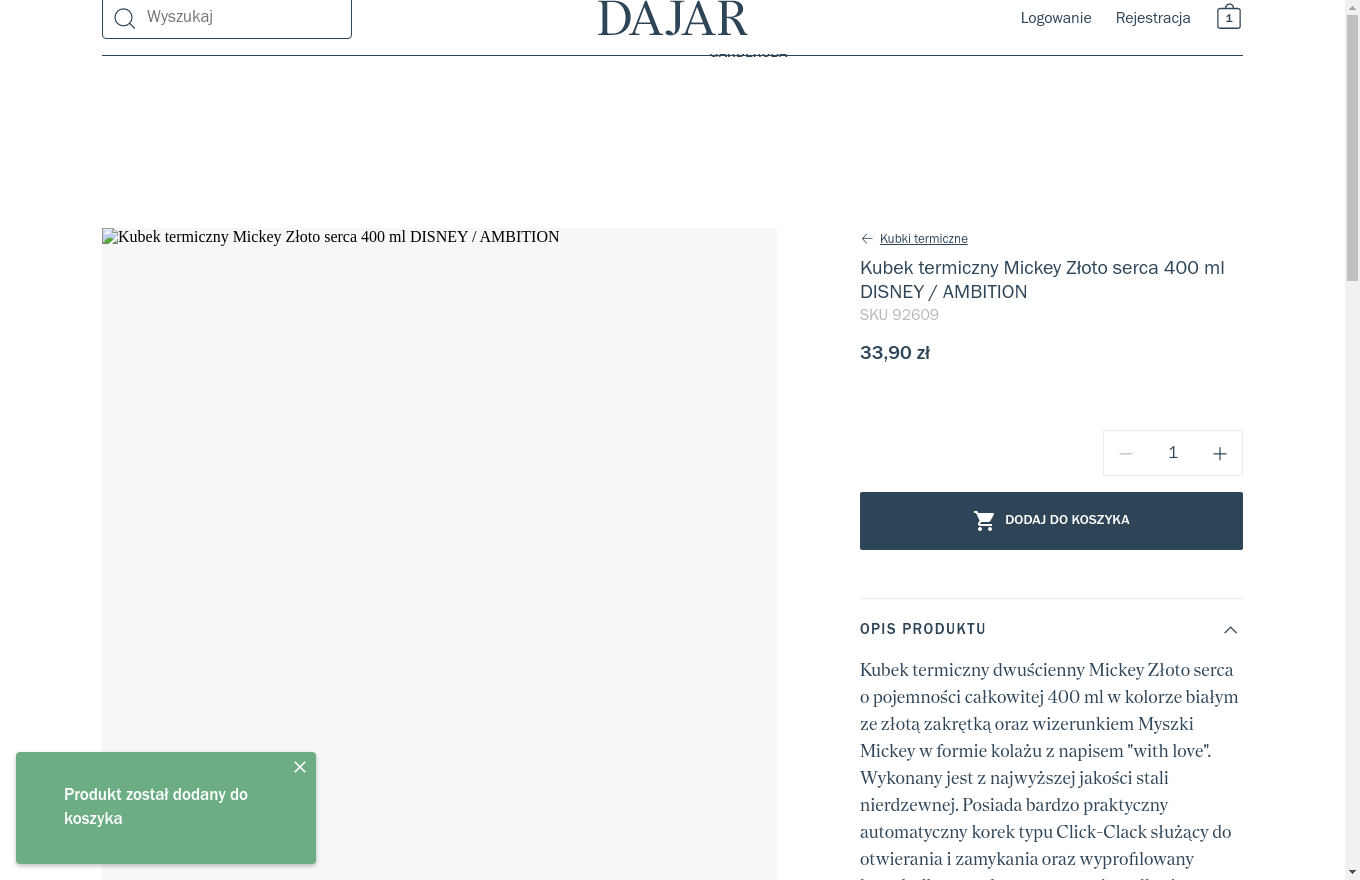 Wyszukaj
DAJAR
Logowanie
Rejestracja
1
Kubek termiczny Mickey Złoto serca 400 ml DISNEY / AMBITION
Kubki termiczne
Kubek termiczny Mickey Złoto serca 400 ml
DISNEY / AMBITION
SKU 92609
33,90 zł
1
DODAJ DO KOSZYKA
OPIS PRODUKTU
Kubek termiczny dwuścienny Mickey Złoto serca
o pojemności całkowitej 400 ml w kolorze białym
ze złotą zakrętką oraz wizerunkiem Myszki
Mickey w formie kolażu z napisem "with love".
Wykonany jest z najwyższej jakości stali
nierdzewnej. Posiada bardzo praktyczny
automatyczny korek typu Click-Clack służący do
otwierania i zamykania oraz wyprofilowany
Produkt został dodany do
koszyka